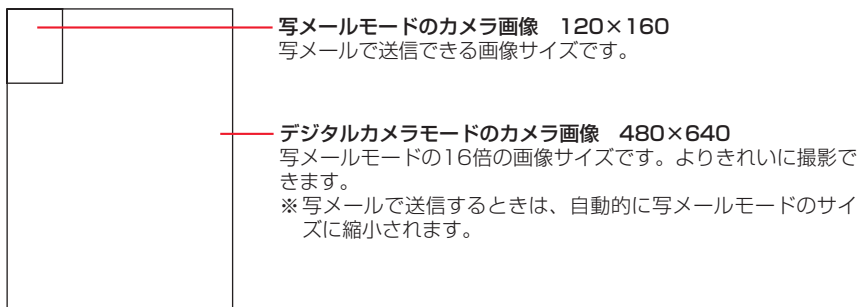 写メールモードのカメラ画像　120×160
写メールで送信できる画像サイズです。
デジタルカメラモードのカメラ画像　480×640
写メールモードの16倍の画像サイズです。よりきれいに撮影で
きます。
※写メールで送信するときは、自動的に写メールモードのサイ
ズに縮小されます。